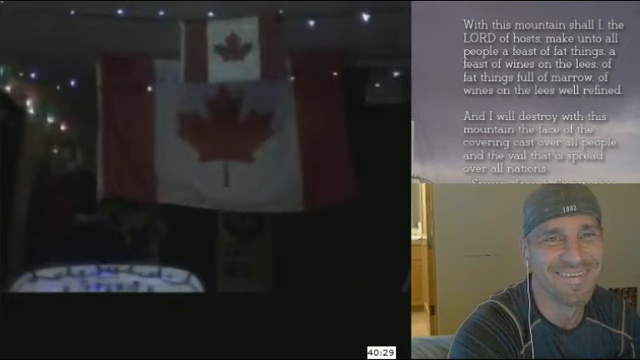 With this mountain shall I, the
LORD of hosts, make unto all
people a feast of fat things, a
feast of wines on the lees, of
fat things full of marrow, of
wines on the lees well refined.
And I will destroy with this
mountain the face of the
covering cast over all people,
and the vail that is spread
over all nations.
40:29